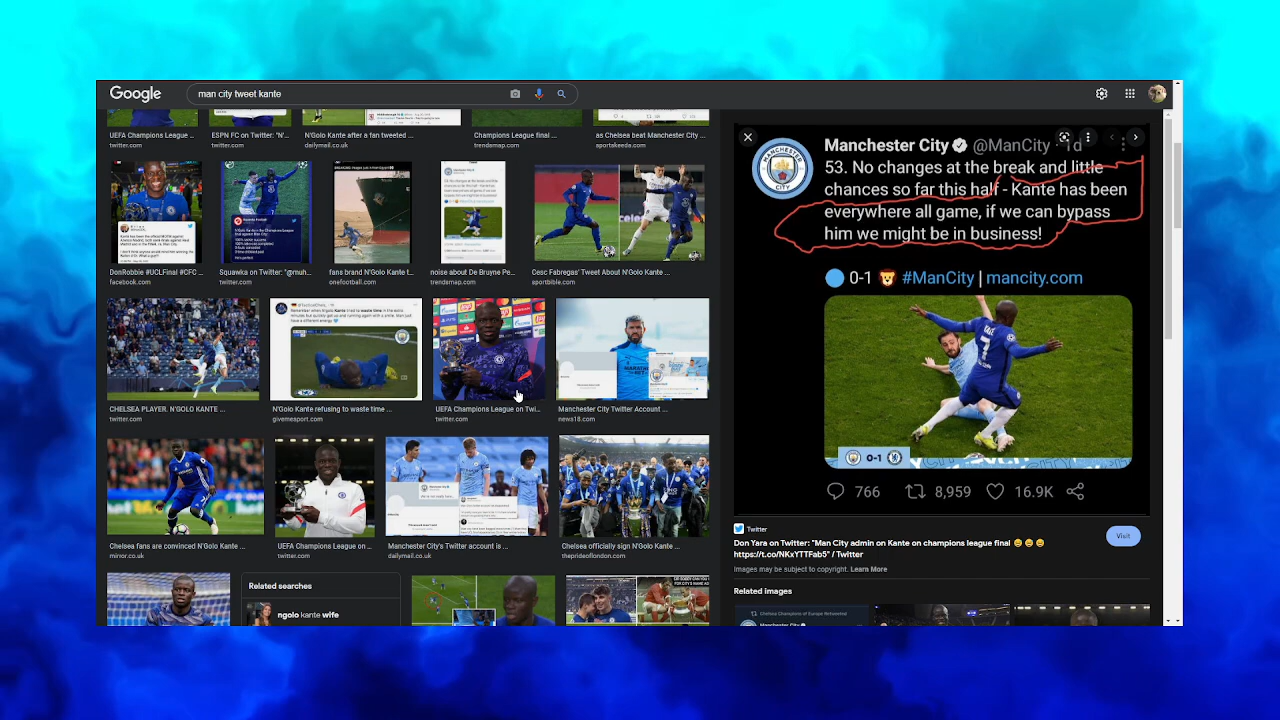 Google
man city tweet kante
UEFA Champions League ...
twitter.com
ESPN FC on Twitter: "N'...
twitter.com
N'Golo Kante after a fan tweeted ...
dailymail.co.uk
Champions League final ...
trendsmap.com
as Chelsea beat Manchester City ...
sportskeeda.com
DonRobbie #UCLFinal #CFC ...
facebook.com
Squawka on Twitter: "@muh...
twitter.com
fans brand N'Golo Kante t...
onefootball.com
noise about De Bruyne Pe...
trendsmap.com
Cesc Fabregas' Tweet About N'Golo Kante ...
sportbible.com
CHELSEA PLAYER. N'GOLO KANTE ...
twitter.com
N'Golo Kante refusing to waste time ...
givemesport.com
UEFA Champions League on Twi...
twitter.com
Manchester City Twitter Account ...
news18.com
Chelsea fans are convinced N'Golo Kante ...
mirror.co.uk
UEFA Champions League on ...
twitter.com
Manchester City's Twitter account is ...
dailymail.co.uk
Chelsea officially sign N'Golo Kante ...
theprideoflondon.com
Related searches
ngolo kante wife
MANCHESTER
CITY
Manchester City @ManCity · 1d
53. Nochances at the break and little
chances so far this half - Kante has been
everywhere all game, if we can bypass
him we might be in business!
0-1 #ManCity | mancity.com
KANTÉ
7
0-1
766 8,959 16.9K
Twitter
Don Yara on Twitter: "Man City admin on Kante on champions league final
https://t.co/NKxYTTFab5" / Twitter
Visit
Images may be subject to copyright. Learn More
Related images
Chelsea Champions of Europe Retweeted